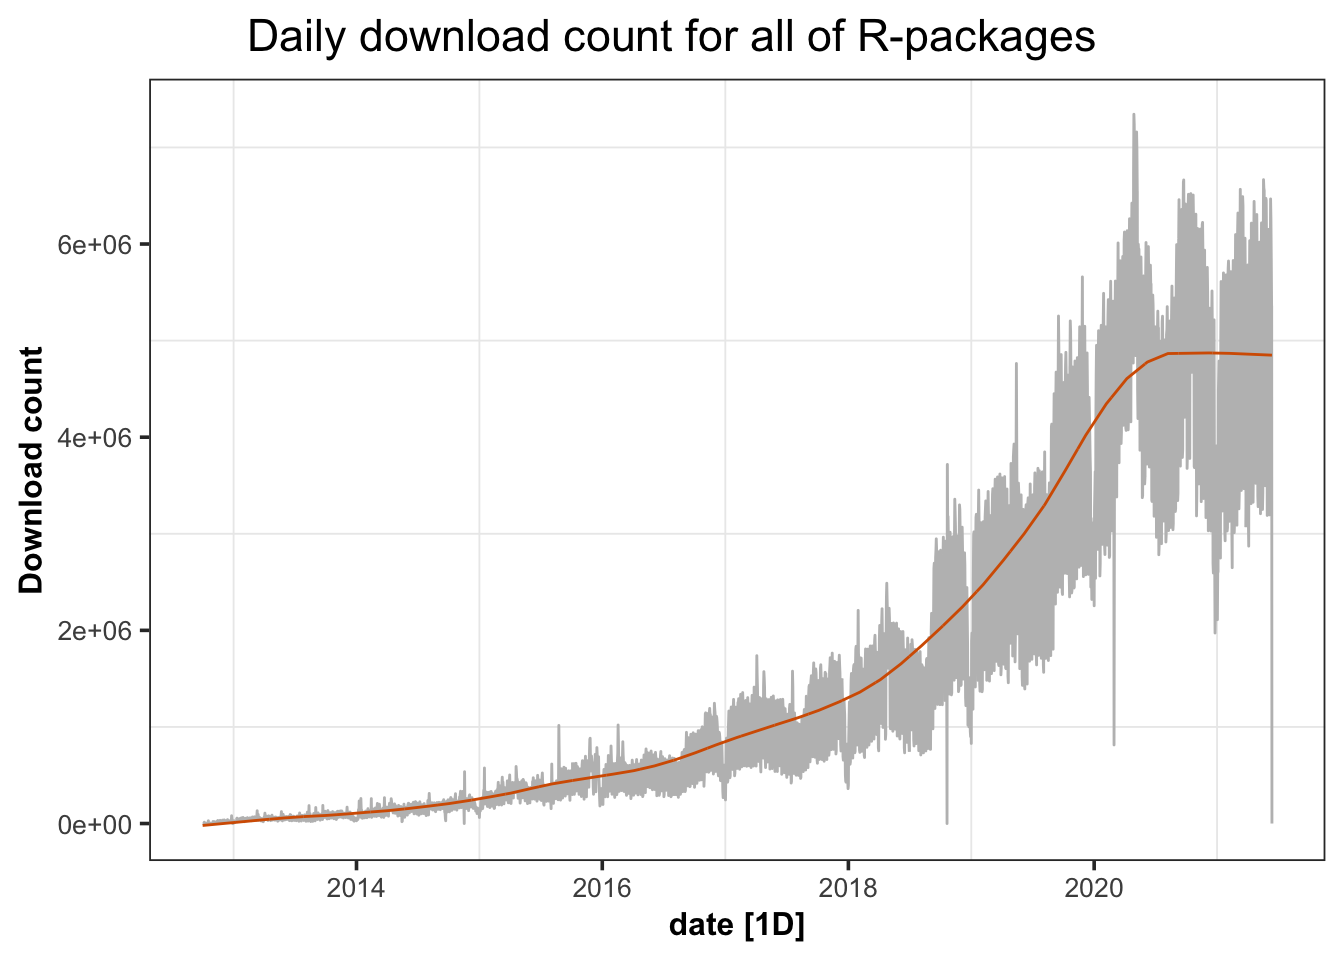 Daily download count for all of R-packages
Download count
6e+06
4e+06
2e+06
0e+00
2014
2016
2018
2020
date [1D]